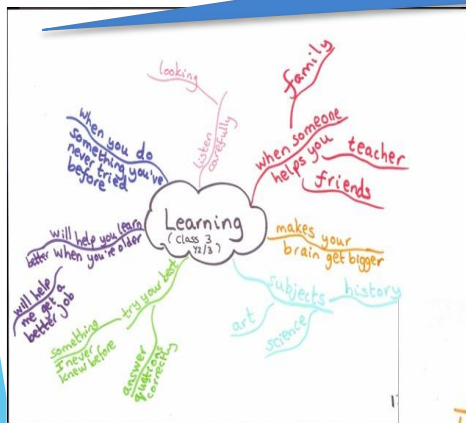 Learning
(Class 3
Y2/3)
looking
listen
carefully
family
when someone
helps you
teacher
friends
makes your
brain get bigger
subjects
history
art
science
try your best
something
I never
knew before
answer
question
correctly
will help you learn
better when you're older
will help
me get a
better job
when you do
something you've
never tried
before